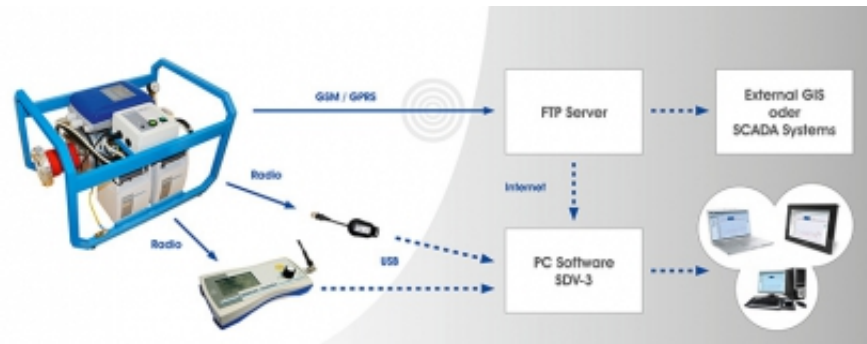 GSM / GPRS
FTP Server
External GIS
oder
SCADA Systems
Radio
Internet
Radio
USB
PC Software
SDV-3